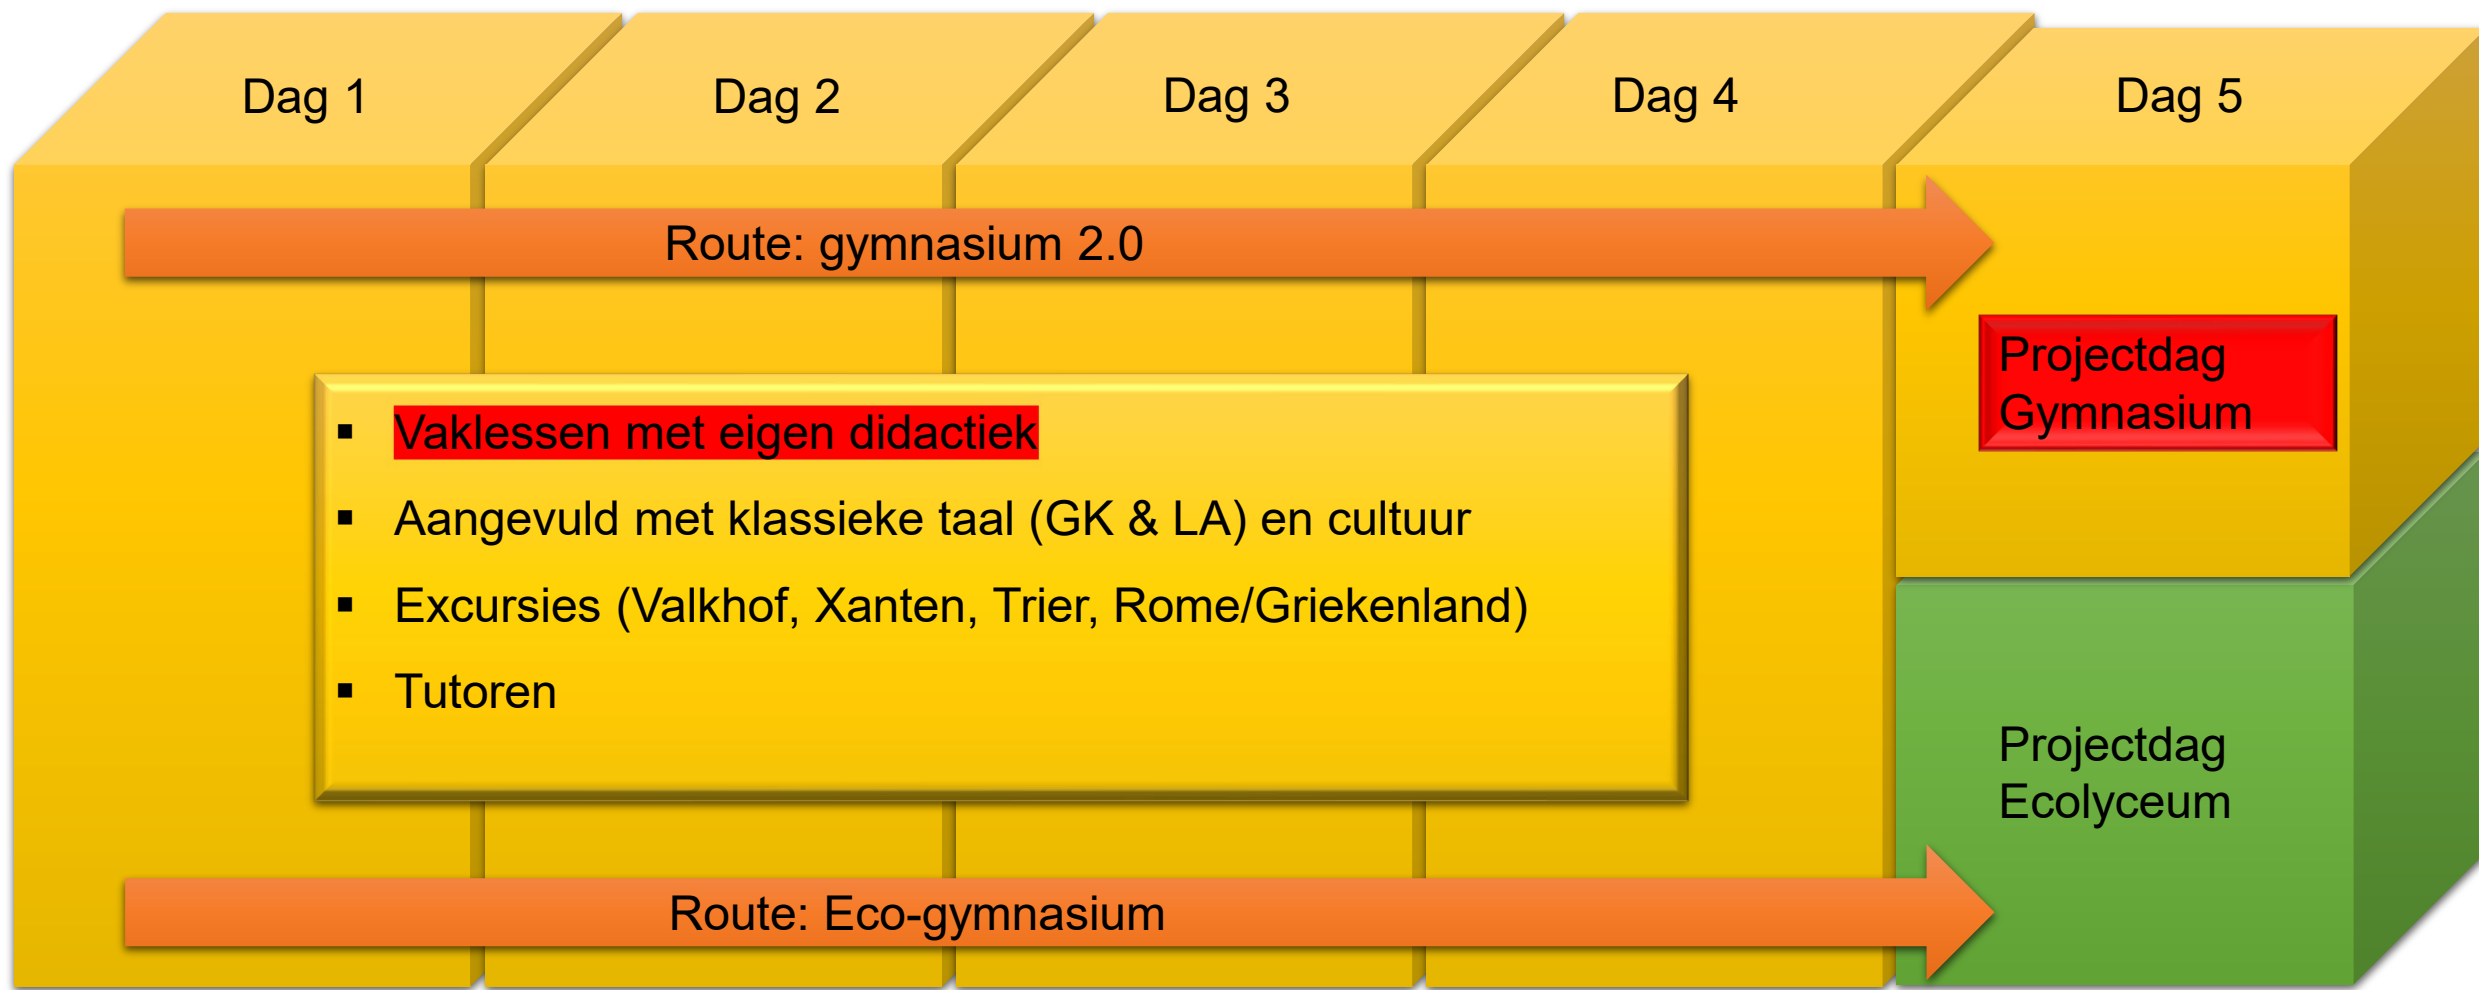 Dag 1
Dag 2
Dag 3
Dag 4
Dag 5
Route: gymnasium 2.0
Projectdag
Gymnasium
▪ Vaklessen met eigen didactiek
▪ Aangevuld met klassieke taal (GK & LA) en cultuur
▪ Excursies (Valkhof, Xanten, Trier, Rome/Griekenland)
▪ Tutoren
Projectdag
Ecolyceum
Route: Eco-gymnasium